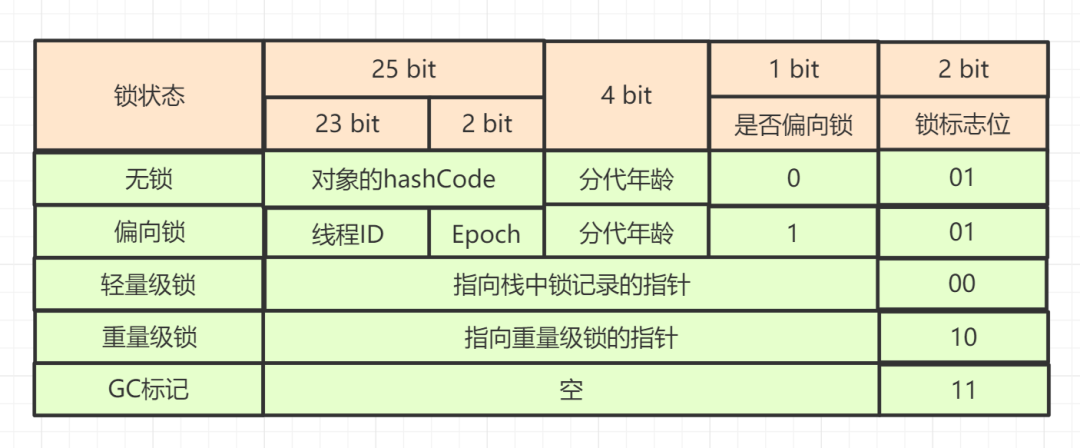 锁状态 25 bit 4 bit 1 bit 2 bit
23 bit 2 bit 是否偏向锁 锁标志位
无锁 对象的hashCode 分代年龄 0 01
偏向锁 线程ID Epoch 分代年龄 1 01
轻量级锁 指向栈中锁记录的指针 00
重量级锁 指向重量级锁的指针 10
GC标记 空 11